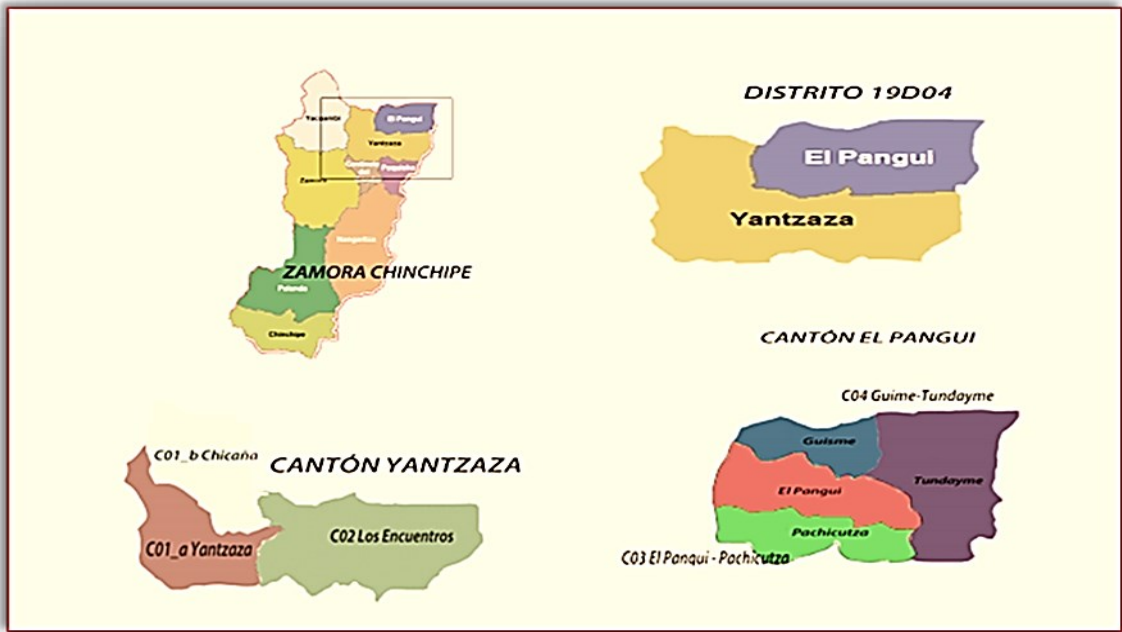 Yacuambi
El Pangui
Yantzaza
Zamora
Nangaritza
ZAMORA CHINCHIPE
Palanda
Chinchipe
DISTRITO 19D04
El Pangui
Yantzaza
CANTÓN EL PANGUI
C04 Guime-Tundayme
Guisme
Tundayme
El Pangui
Pachicutza
C03 El Pangui - Pachicutza
C01_b Chicaña
CANTÓN YANTZAZA
C02 Los Encuentros
C01_a Yantzaza